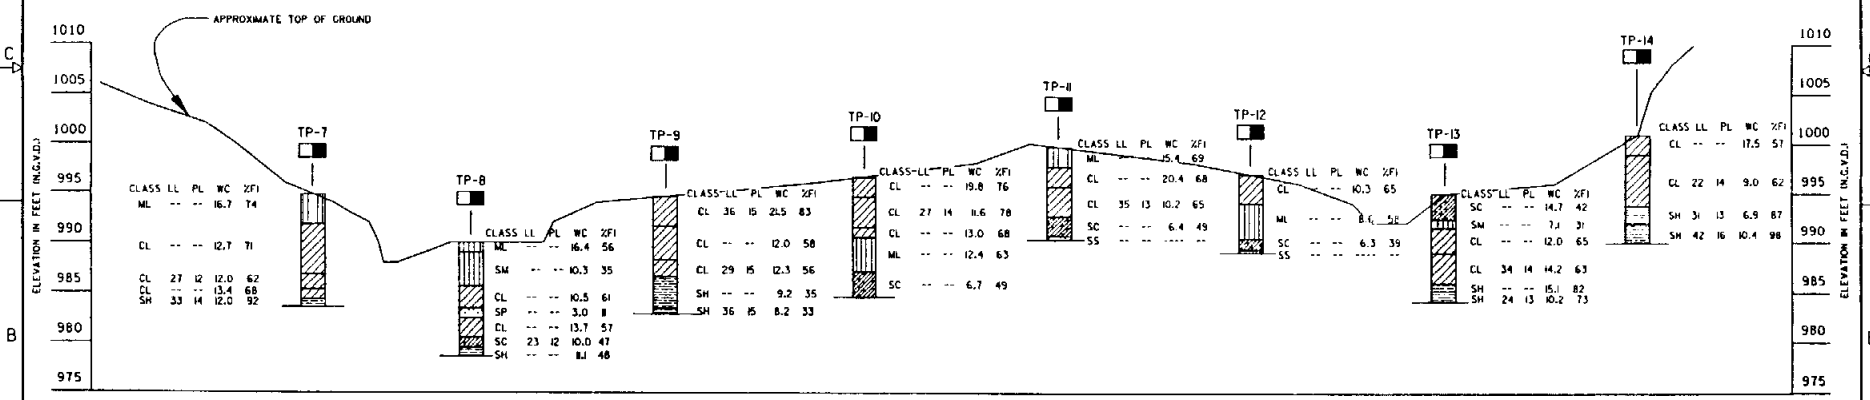 C
APPROXIMATE TOP OF GROUND
ELEVATION IN FEET (N.G.V.D.)
1010
1005
1000
995
990
985
980
975
B
TP-7
CLASS LL PL WC %FI
ML -- -- 16.7 74
CL -- -- 12.7 71
CL 27 12 12.0 62
CL -- -- 13.4 68
SH 33 14 12.0 92
TP-8
CLASS LL PL WC %FI
ML -- -- 16.4 56
SM -- -- 10.3 35
CL -- -- 10.5 61
SP -- -- 3.0 11
CL -- -- 13.7 57
SC 23 12 10.0 47
SH -- -- 11.1 48
TP-9
CLASS LL PL WC %FI
CL 36 15 21.5 83
CL -- -- 12.0 58
CL 29 15 12.3 56
SH -- -- 9.2 35
SH 36 15 8.2 33
TP-10
CLASS LL PL WC %FI
CL -- -- 19.8 76
CL 27 14 11.6 78
CL -- -- 13.0 68
ML -- -- 12.4 63
SC -- -- 6.7 49
TP-11
CLASS LL PL WC %FI
ML -- -- 15.4 69
CL -- -- 20.4 68
CL 35 13 10.2 65
SC -- -- 6.4 49
SS -- -- ---- --
TP-12
CLASS LL PL WC %FI
CL -- -- 10.3 65
ML -- -- 8.6 58
SC -- -- 6.3 39
SS -- -- ---- --
TP-13
CLASS LL PL WC %FI
SC -- -- 14.7 42
SM -- -- 7.1 31
CL -- -- 12.0 65
CL 34 14 14.2 63
SH -- -- 15.1 82
SH 24 13 10.2 73
TP-14
CLASS LL PL WC %FI
CL -- -- 17.5 57
CL 22 14 9.0 62
SH 31 13 6.9 87
SH 42 16 10.4 98
1010
1005
1000
995
990
985
980
975
ELEVATION IN FEET (N.G.V.D.)